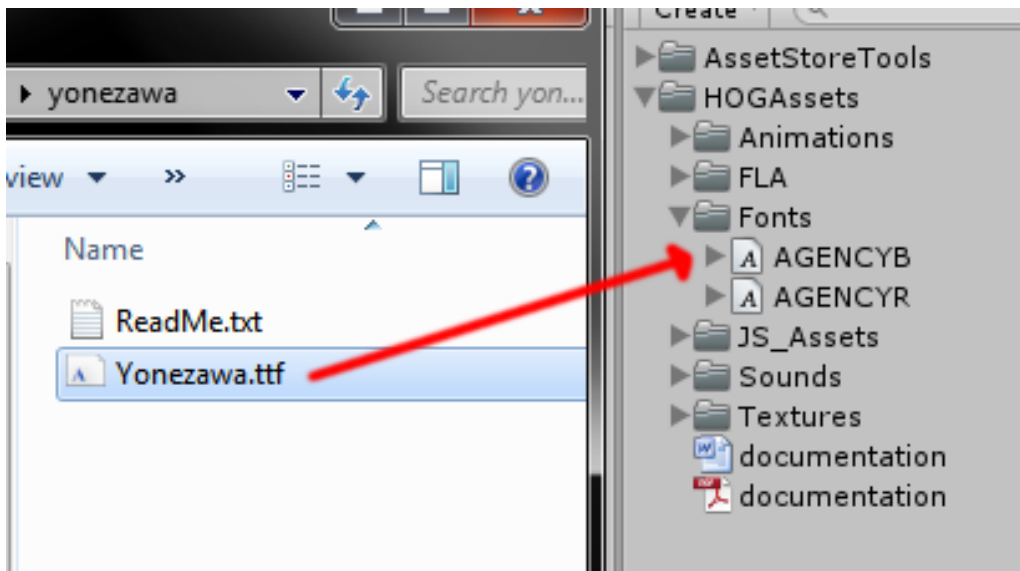 yonezawa
Search yon...
view
»
Name
ReadMe.txt
Yonezawa.ttf
Create
AssetStoreTools
HOGAssets
Animations
FLA
Fonts
AGENCYB
AGENCYR
JS_Assets
Sounds
Textures
documentation
documentation